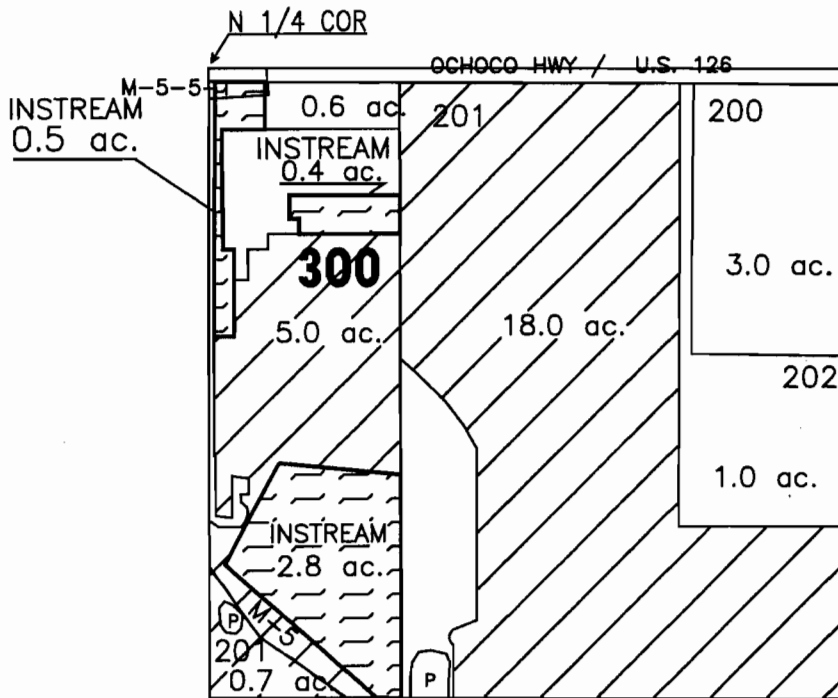 N 1/4 COR
OCHOCO HWY / U.S. 126
M-5-5
INSTREAM
0.5 ac.
0.6 ac.
201
200
INSTREAM
0.4 ac.
300
3.0 ac.
5.0 ac.
18.0 ac.
202
1.0 ac.
INSTREAM
2.8 ac.
P
M-5
201
0.7 ac.
P